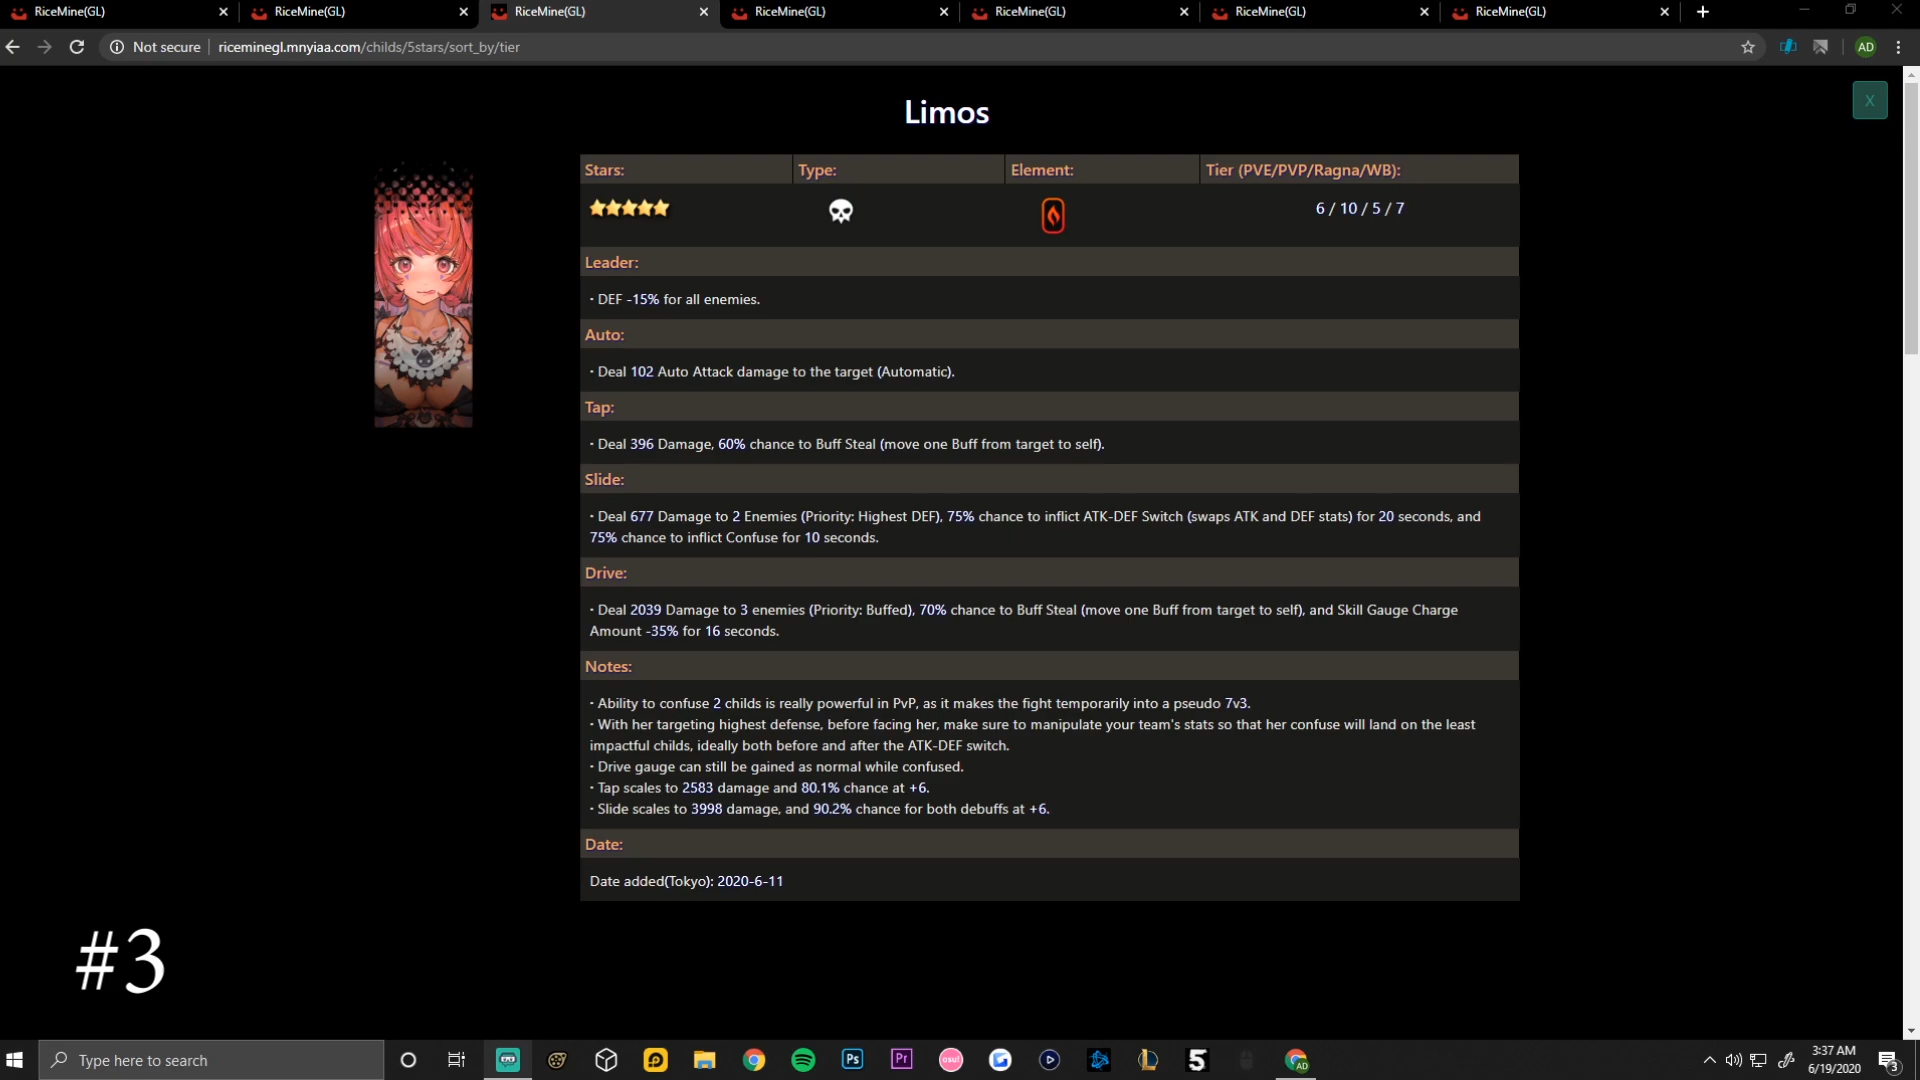 RiceMine(GL) RiceMine(GL) RiceMine(GL) RiceMine(GL) RiceMine(GL) RiceMine(GL) RiceMine(GL)
Not secure riceminegl.mnyiaa.com/childs/5stars/sort_by/tier AD
Limos
X
Stars: Type: Element: Tier (PVE/PVP/Ragna/WB):
6 / 10 / 5 / 7
Leader:
· DEF -15% for all enemies.
Auto:
· Deal 102 Auto Attack damage to the target (Automatic).
Tap:
· Deal 396 Damage, 60% chance to Buff Steal (move one Buff from target to self).
Slide:
· Deal 677 Damage to 2 Enemies (Priority: Highest DEF), 75% chance to inflict ATK-DEF Switch (swaps ATK and DEF stats) for 20 seconds, and
75% chance to inflict Confuse for 10 seconds.
Drive:
· Deal 2039 Damage to 3 enemies (Priority: Buffed), 70% chance to Buff Steal (move one Buff from target to self), and Skill Gauge Charge
Amount -35% for 16 seconds.
Notes:
· Ability to confuse 2 childs is really powerful in PvP, as it makes the fight temporarily into a pseudo 7v3.
· With her targeting highest defense, before facing her, make sure to manipulate your team's stats so that her confuse will land on the least
impactful childs, ideally both before and after the ATK-DEF switch.
· Drive gauge can still be gained as normal while confused.
· Tap scales to 2583 damage and 80.1% chance at +6.
· Slide scales to 3998 damage, and 90.2% chance for both debuffs at +6.
Date:
Date added(Tokyo): 2020-6-11
#3
Type here to search Ps Pr osu! 5 AD
3:37 AM
6/19/2020 3